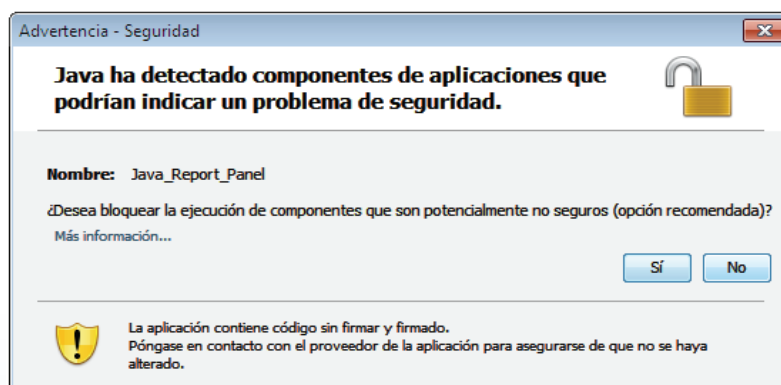 Advertencia - Seguridad
Java ha detectado componentes de aplicaciones que
podrían indicar un problema de seguridad.
Nombre: Java_Report_Panel
¿Desea bloquear la ejecución de componentes que son potencialmente no seguros (opción recomendada)?
Más información...
Sí No
La aplicación contiene código sin firmar y firmado.
Póngase en contacto con el proveedor de la aplicación para asegurarse de que no se haya
alterado.